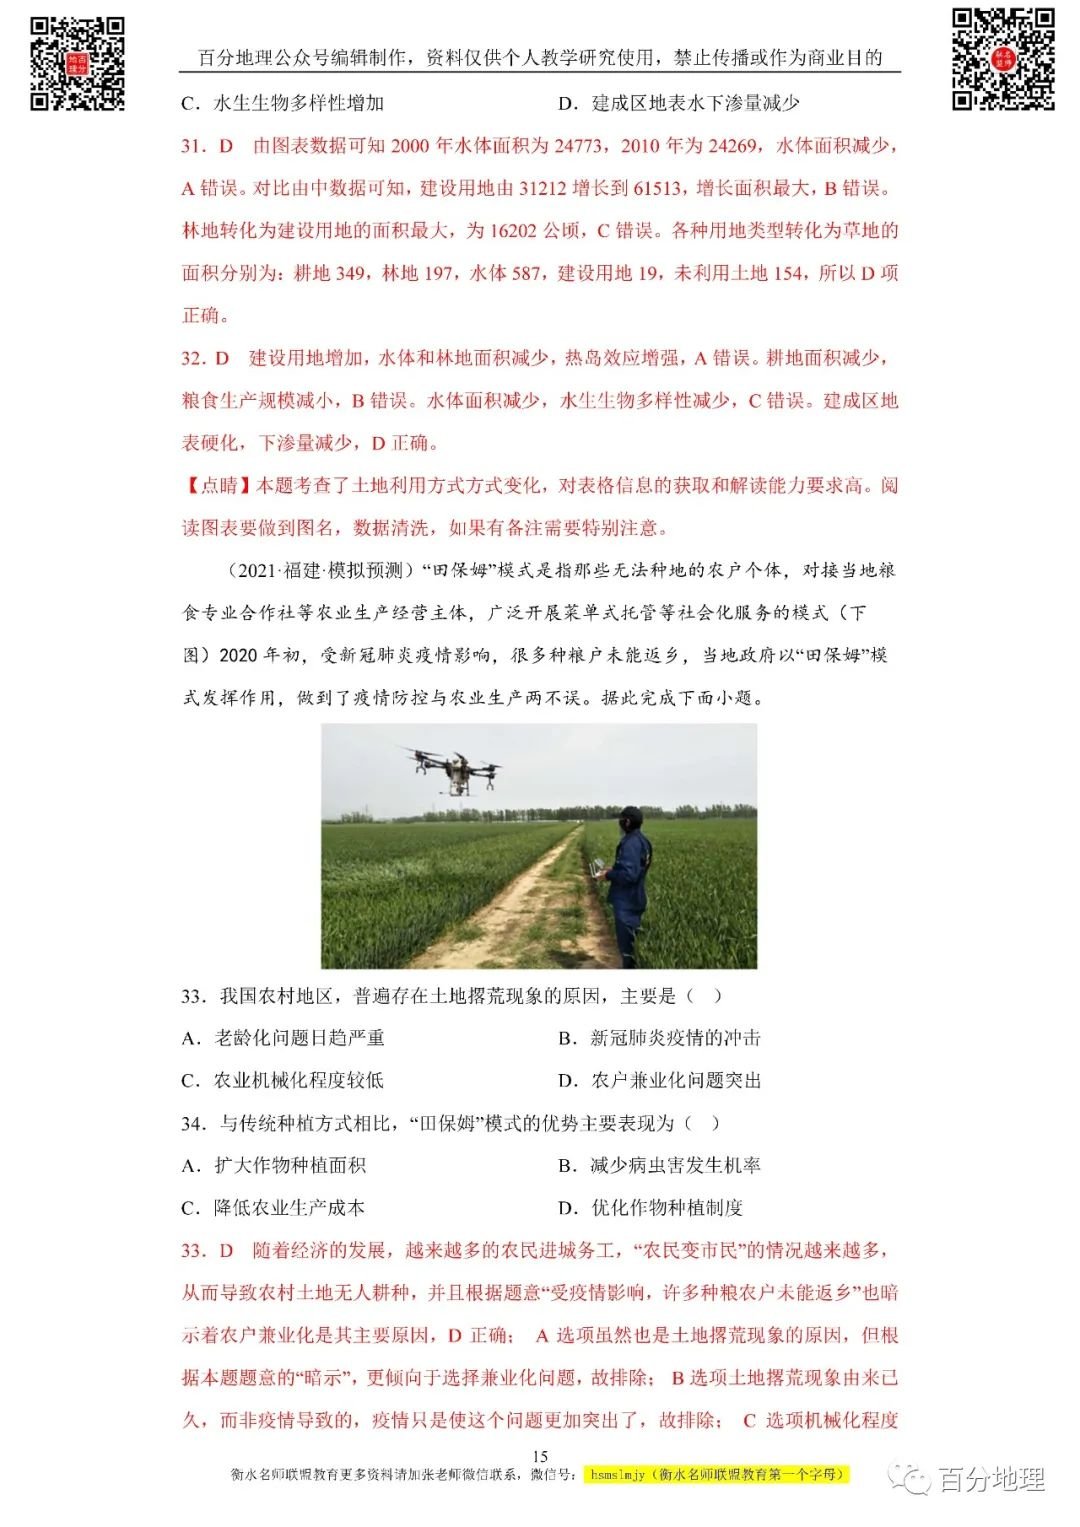 百分地理公众号编辑制作，资料仅供个人教学研究使用，禁止传播或作为商业目的
C．水生生物多样性增加 D．建成区地表水下渗量减少
31．D 由图表数据可知 2000 年水体面积为 24773，2010 年为 24269，水体面积减少，
A 错误。对比由中数据可知，建设用地由 31212 增长到 61513，增长面积最大，B 错误。
林地转化为建设用地的面积最大，为 16202 公顷，C 错误。各种用地类型转化为草地的
面积分别为：耕地 349，林地 197，水体 587，建设用地 19，未利用土地 154，所以 D 项
正确。
32．D 建设用地增加，水体和林地面积减少，热岛效应增强，A 错误。耕地面积减少，
粮食生产规模减小，B 错误。水体面积减少，水生生物多样性减少，C 错误。建成区地
表硬化，下渗量减少，D 正确。
【点睛】本题考查了土地利用方式方式变化，对表格信息的获取和解读能力要求高。阅
读图表要做到图名，数据清洗，如果有备注需要特别注意。
（2021·福建·模拟预测）“田保姆”模式是指那些无法种地的农户个体，对接当地粮
食专业合作社等农业生产经营主体，广泛开展菜单式托管等社会化服务的模式（下
图）2020 年初，受新冠肺炎疫情影响，很多种粮户未能返乡，当地政府以“田保姆”模
式发挥作用，做到了疫情防控与农业生产两不误。据此完成下面小题。
33．我国农村地区，普遍存在土地撂荒现象的原因，主要是（ ）
A．老龄化问题日趋严重 B．新冠肺炎疫情的冲击
C．农业机械化程度较低 D．农户兼业化问题突出
34．与传统种植方式相比，“田保姆”模式的优势主要表现为（ ）
A．扩大作物种植面积 B．减少病虫害发生机率
C．降低农业生产成本 D．优化作物种植制度
33．D 随着经济的发展，越来越多的农民进城务工，“农民变市民”的情况越来越多，
从而导致农村土地无人耕种，并且根据题意“受疫情影响，许多种粮农户未能返乡”也暗
示着农户兼业化是其主要原因，D 正确； A 选项虽然也是土地撂荒现象的原因，但根
据本题题意的“暗示”，更倾向于选择兼业化问题，故排除； B 选项土地撂荒现象由来已
久，而非疫情导致的，疫情只是使这个问题更加突出了，故排除； C 选项机械化程度
15
衡水名师联盟教育更多资料请加张老师微信联系，微信号：hsmslmjy（衡水名师联盟教育第一个字母）
百分地理